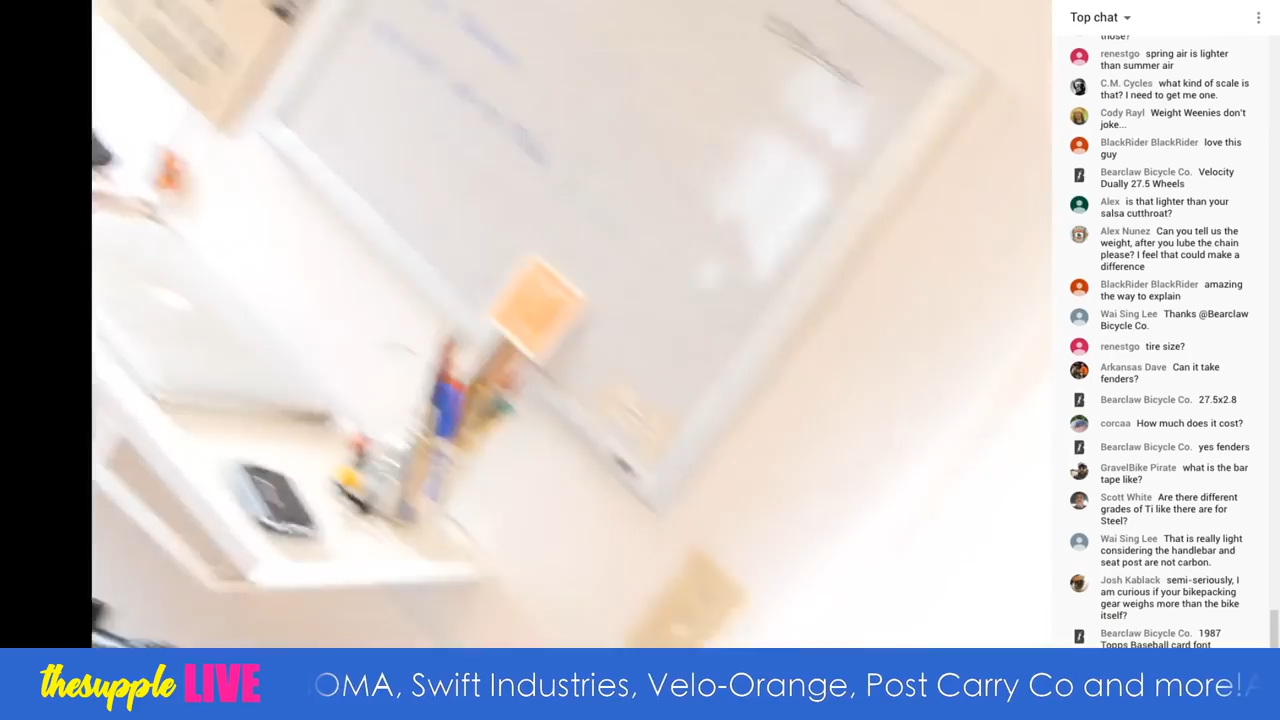 Top chat
those?
renestgo spring air is lighter
than summer air
C.M. Cycles what kind of scale is
that? I need to get me one.
Cody Rayl Weight Weenies don't
joke...
BlackRider BlackRider love this
guy
Bearclaw Bicycle Co. Velocity
Dually 27.5 Wheels
Alex is that lighter than your
salsa cutthroat?
Alex Nunez Can you tell us the
weight, after you lube the chain
please? I feel that could make a
difference
BlackRider BlackRider amazing
the way to explain
Wai Sing Lee Thanks @Bearclaw
Bicycle Co.
renestgo tire size?
Arkansas Dave Can it take
fenders?
Bearclaw Bicycle Co. 27.5x2.8
corcaa How much does it cost?
Bearclaw Bicycle Co. yes fenders
GravelBike Pirate what is the bar
tape like?
Scott White Are there different
grades of Ti like there are for
Steel?
Wai Sing Lee That is really light
considering the handlebar and
seat post are not carbon.
Josh Kablack semi-seriously, I
am curious if your bikepacking
gear weighs more than the bike
itself?
Bearclaw Bicycle Co. 1987
Topps Baseball card font
thesupple LIVE
OMA, Swift Industries, Velo-Orange, Post Carry Co and more!